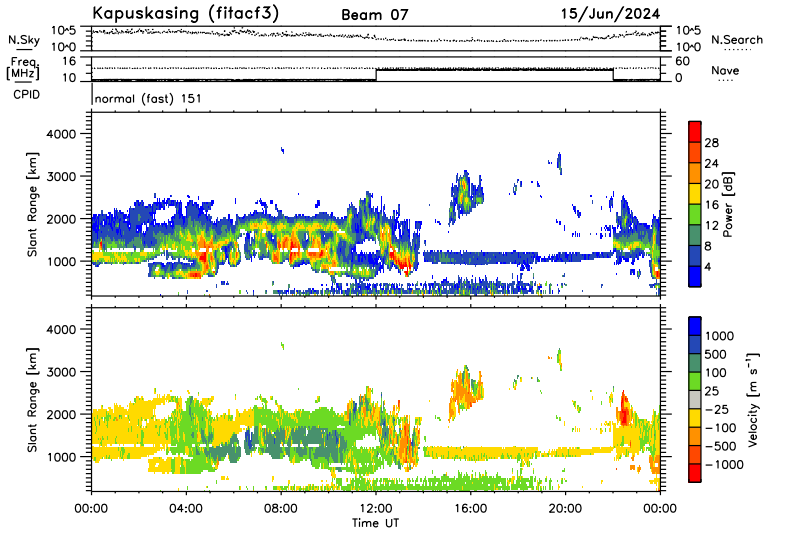 Kapuskasing (fitacf3) Beam 07 15/Jun/2024
N.Sky 10^5 10^0 10^5 10^0 N.Search
Freq. [MHz] 16 10 60 0 Nave
CPID normal (fast) 151
Slant Range [km] 4000 3000 2000 1000
Power [dB] 28 24 20 16 12 8 4
Slant Range [km] 4000 3000 2000 1000
Velocity [m s⁻¹] 1000 500 100 25 −25 −100 −500 −1000
00:00 04:00 08:00 12:00 16:00 20:00 00:00
Time UT